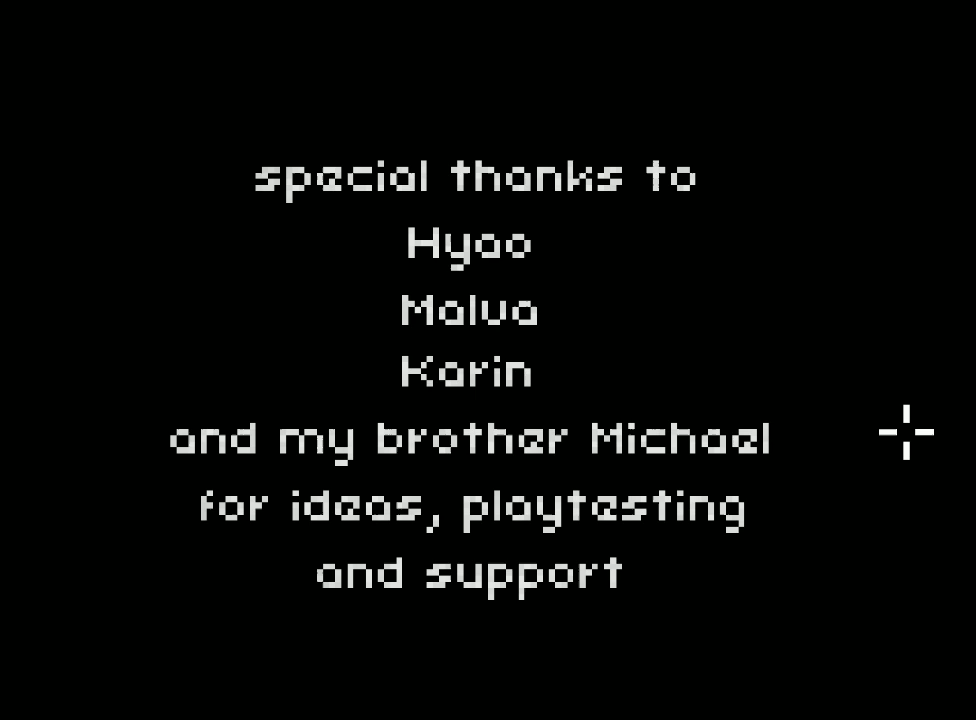 special thanks to
Hyao
Malva
Karin
and my brother Michael
for ideas, playtesting
and support